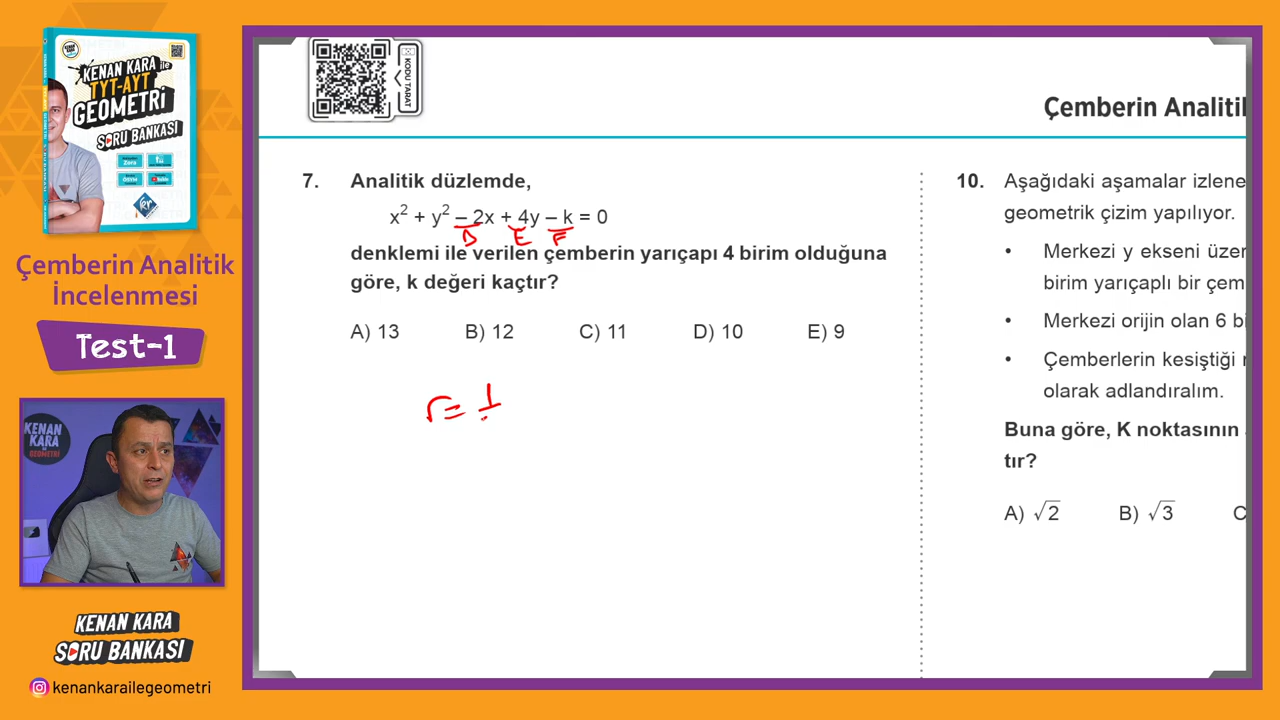 KENAN KARA ile
TYT-AYT
GEOMETRİ
SORU BANKASI
Çemberin Analitik
İncelenmesi
Test-1
KENAN
KARA
ile
GEOMETRİ
KENAN KARA
SORU BANKASI
kenankarailegeometri
KODU TARAT
Çemberin Analitik
7. Analitik düzlemde,
x² + y² – 2x + 4y – k = 0
D E F
denklemi ile verilen çemberin yarıçapı 4 birim olduğuna
göre, k değeri kaçtır?
A) 13 B) 12 C) 11 D) 10 E) 9
r = 1
10. Aşağıdaki aşamalar izlene
geometrik çizim yapılıyor.
• Merkezi y ekseni üzer
birim yarıçaplı bir çem
• Merkezi orijin olan 6 bi
• Çemberlerin kesiştiği
olarak adlandıralım.
Buna göre, K noktasının
tır?
A) √2 B) √3 C